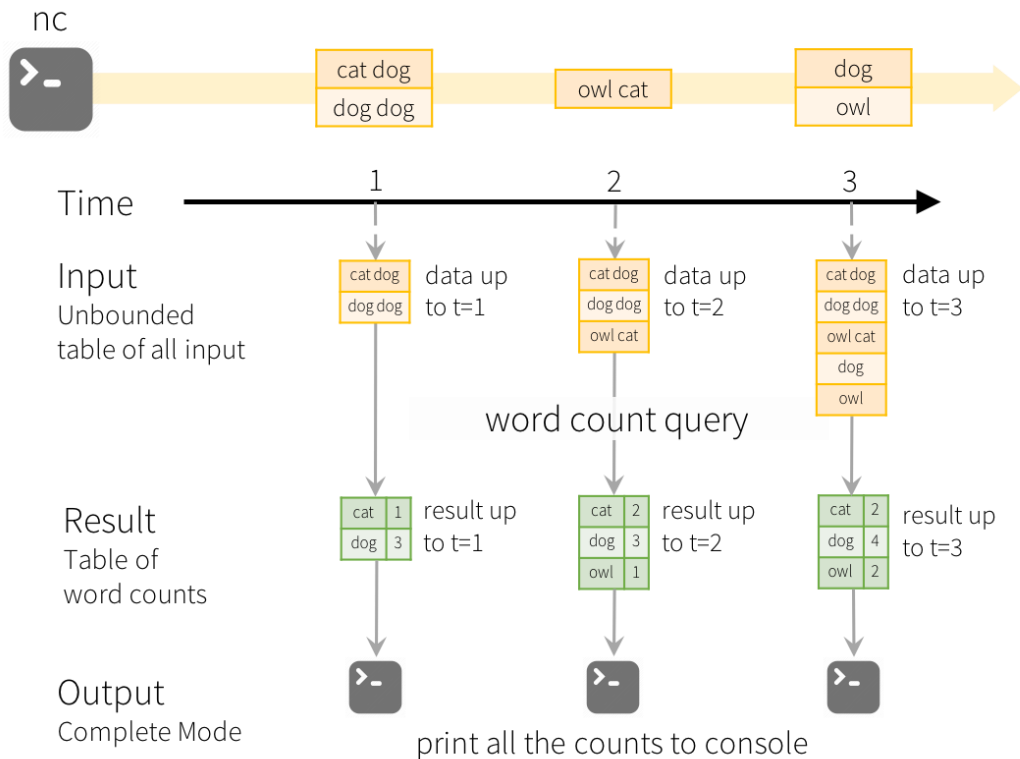 nc
cat dog
dog dog
owl cat
dog
owl
Time
1
2
3
Input
Unbounded
table of all input
cat dog
dog dog
data up
to t=1
cat dog
dog dog
owl cat
data up
to t=2
cat dog
dog dog
owl cat
dog
owl
data up
to t=3
word count query
Result
Table of
word counts
cat 1
dog 3
result up
to t=1
cat 2
dog 3
owl 1
result up
to t=2
cat 2
dog 4
owl 2
result up
to t=3
Output
Complete Mode
print all the counts to console